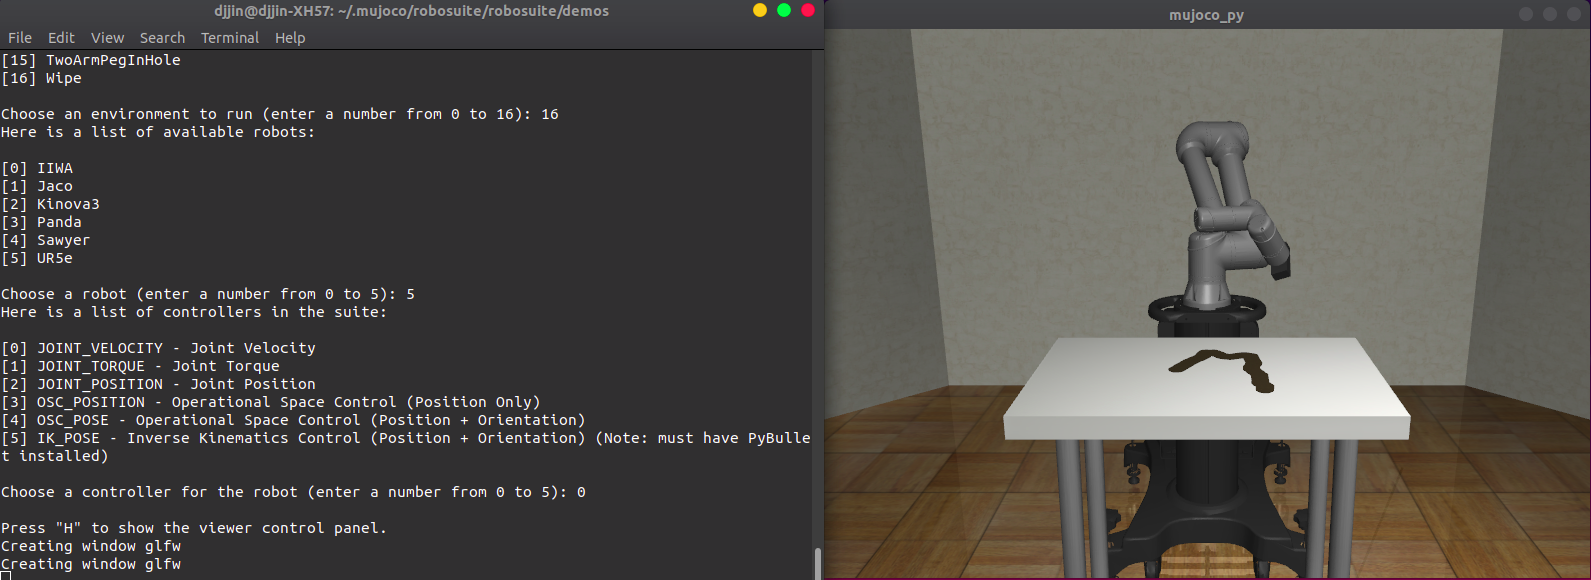 djjin@djjin-XH57: ~/.mujoco/robosuite/robosuite/demos
File Edit View Search Terminal Help
[15] TwoArmPegInHole
[16] Wipe
Choose an environment to run (enter a number from 0 to 16): 16
Here is a list of available robots:
[0] IIWA
[1] Jaco
[2] Kinova3
[3] Panda
[4] Sawyer
[5] UR5e
Choose a robot (enter a number from 0 to 5): 5
Here is a list of controllers in the suite:
[0] JOINT_VELOCITY - Joint Velocity
[1] JOINT_TORQUE - Joint Torque
[2] JOINT_POSITION - Joint Position
[3] OSC_POSITION - Operational Space Control (Position Only)
[4] OSC_POSE - Operational Space Control (Position + Orientation)
[5] IK_POSE - Inverse Kinematics Control (Position + Orientation) (Note: must have PyBulle
t installed)
Choose a controller for the robot (enter a number from 0 to 5): 0
Press "H" to show the viewer control panel.
Creating window glfw
Creating window glfw
mujoco_py